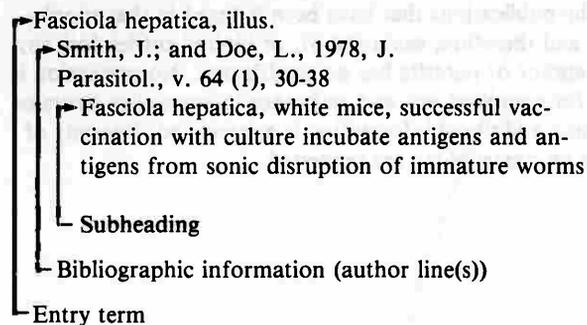 Fasciola hepatica, illus.
Smith, I.; and Doe, L., 1978, J.
Parasitol., v. 64 (1), 30-38
Fasciola hepatica, white mice, successful vac-
cination with culture incubate antigens and an-
tigens from sonic disruption of immature worms
Subheading
Bibliographic information (author line(s))
Entry term